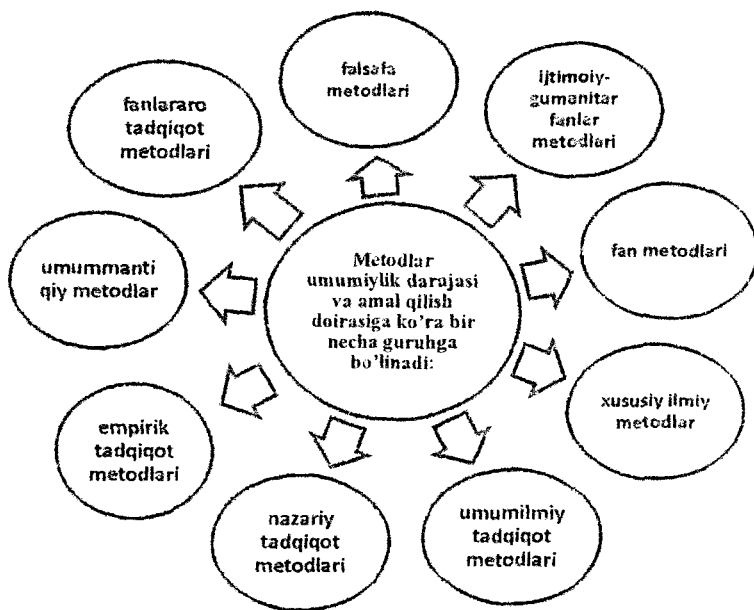 falsafa
metodlari
ijtimoiy-
gumanitar
fanlar
metodlari
fan metodlari
xususiy ilmiy
metodlar
umumilmiy
tadqiqot
metodlari
nazariy
tadqiqot
metodlari
empirik
tadqiqot
metodlari
umummanti
qiy metodlar
fanlararo
tadqiqot
metodlari
Metodlar
umumiylik darajasi
va amal qilish
doirasiga ko'ra bir
necha guruhga
bo'linadi: